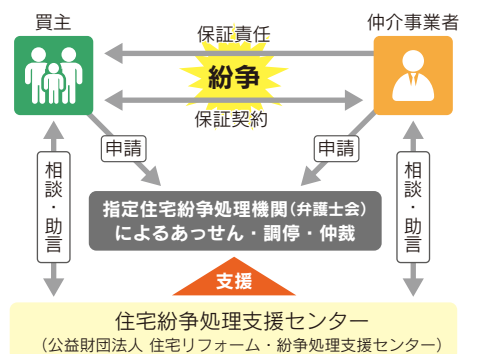 買主
仲介事業者
保証責任
紛争
保証契約
申請
申請
相談・助言
相談・助言
指定住宅紛争処理機関(弁護士会)
によるあっせん・調停・仲裁
支援
住宅紛争処理支援センター
(公益財団法人 住宅リフォーム・紛争処理支援センター)